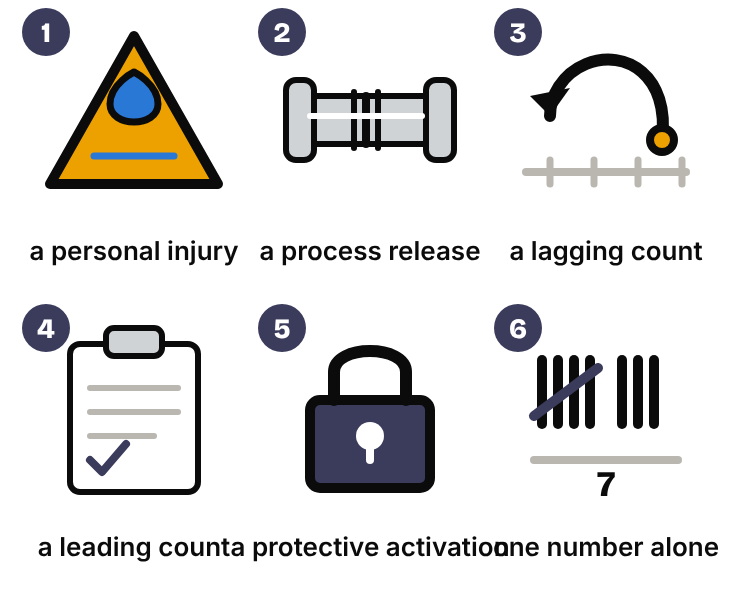 1
2
3
a personal injury
a process release
a lagging count
4
5
6
7
a leading count
a protective activation
one number alone